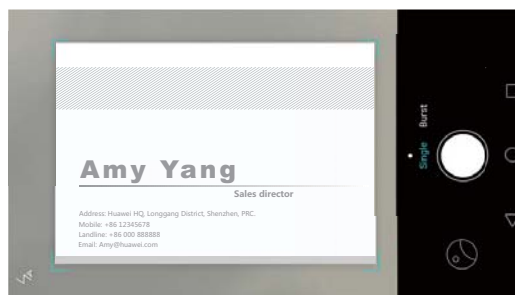 Amy Yang
Sales director
Address: Huawei HQ, Longgang District, Shenzhen, PRC.
Mobile: +86 12345678
Landline: +86 000 888888
Email: Amy@huawei.com
Single Burst